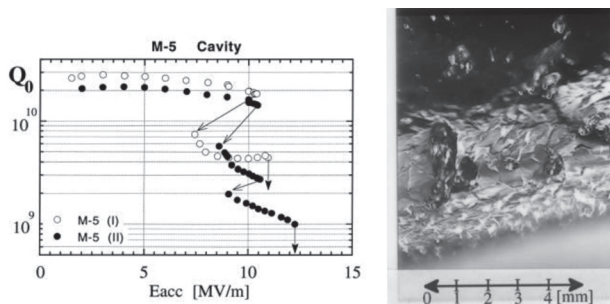 M-5 Cavity
Q0
10^10
10^9
M-5 (I)
M-5 (II)
0 5 10 15
Eacc [MV/m]
0 1 2 3 4 [mm]